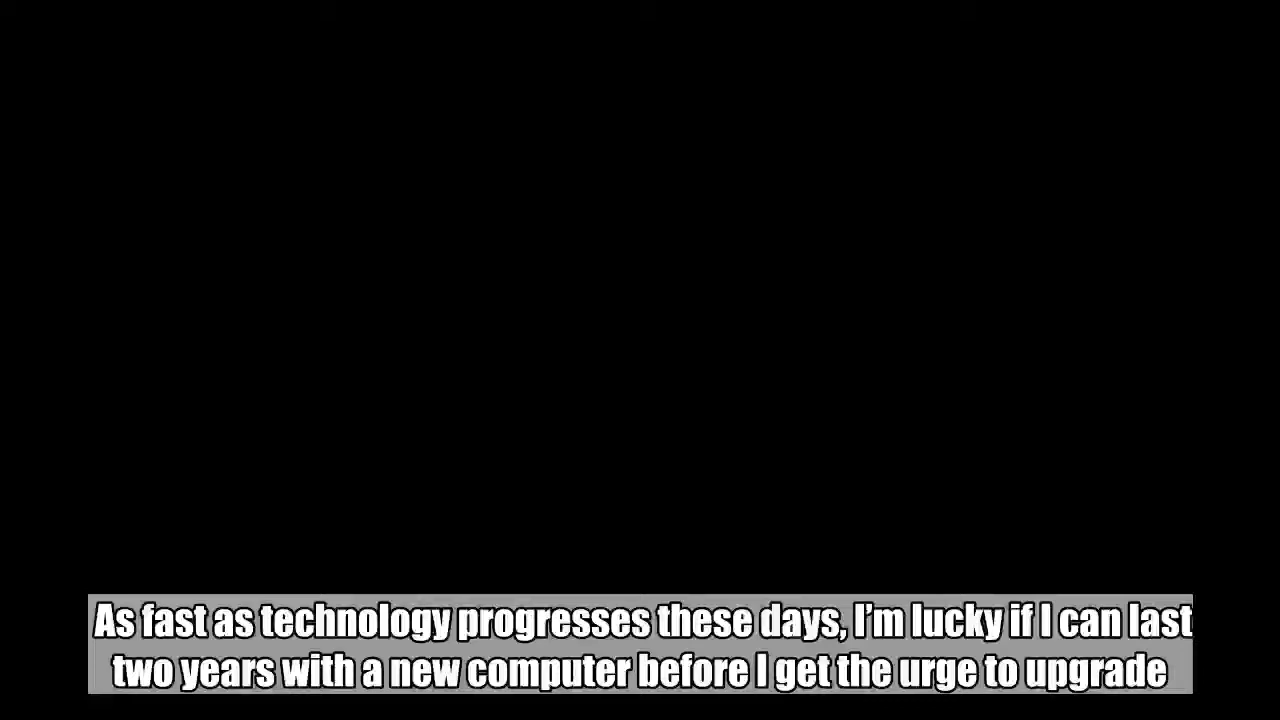 As fast as technology progresses these days, I’m lucky if I can last
two years with a new computer before I get the urge to upgrade